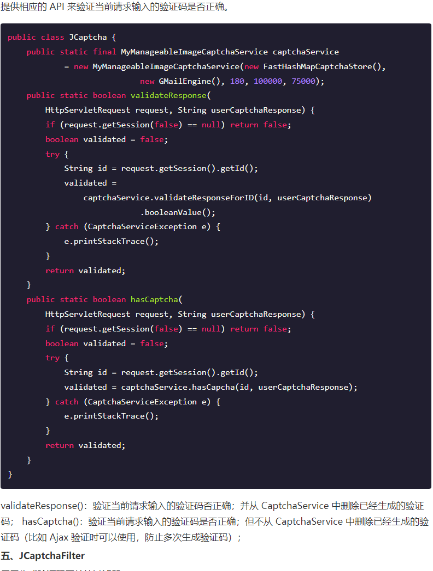 提供相应的 API 来验证当前请求输入的验证码是否正确。
public class JCaptcha {
    public static final MyManageableImageCaptchaService captchaService
            = new MyManageableImageCaptchaService(new FastHashMapCaptchaStore(),
                            new GMailEngine(), 180, 100000, 75000);
    public static boolean validateResponse(
        HttpServletRequest request, String userCaptchaResponse) {
        if (request.getSession(false) == null) return false;
        boolean validated = false;
        try {
            String id = request.getSession().getId();
            validated =
                captchaService.validateResponseForID(id, userCaptchaResponse)
                            .booleanValue();
        } catch (CaptchaServiceException e) {
            e.printStackTrace();
        }
        return validated;
    }
    public static boolean hasCaptcha(
        HttpServletRequest request, String userCaptchaResponse) {
        if (request.getSession(false) == null) return false;
        boolean validated = false;
        try {
            String id = request.getSession().getId();
            validated = captchaService.hasCapcha(id, userCaptchaResponse);
        } catch (CaptchaServiceException e) {
            e.printStackTrace();
        }
        return validated;
    }
}
validateResponse()：验证当前请求输入的验证码否正确；并从 CaptchaService 中删除已经生成的验证
码； hasCaptcha()：验证当前请求输入的验证码是否正确；但不从 CaptchaService 中删除已经生成的验
证码（比如 Ajax 验证时可以使用，防止多次生成验证码）；
五、JCaptchaFilter